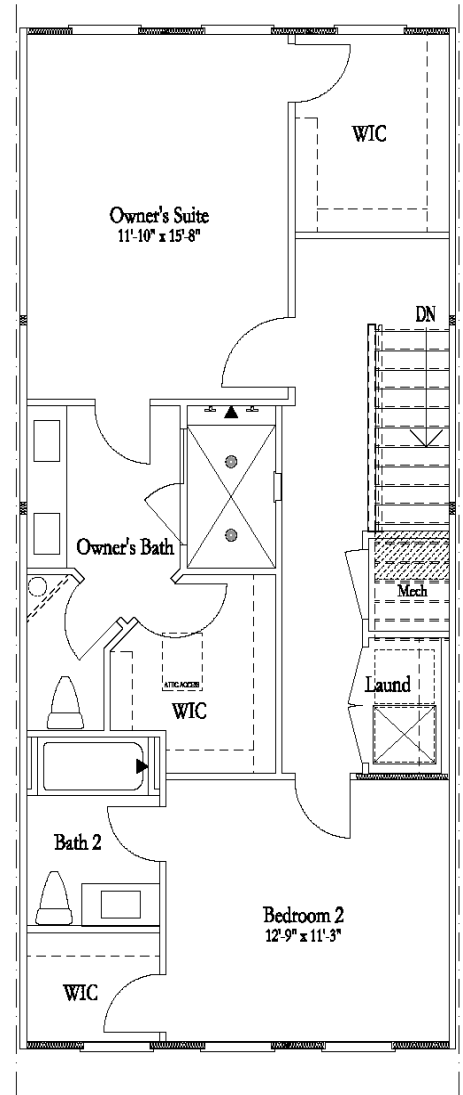 WIC
Owner's Suite
11'-10" x 15'-8"
DN
Owner's Bath
Mech
ATTIC ACCESS
Laund
WIC
Bath 2
Bedroom 2
12'-9" x 11'-3"
WIC